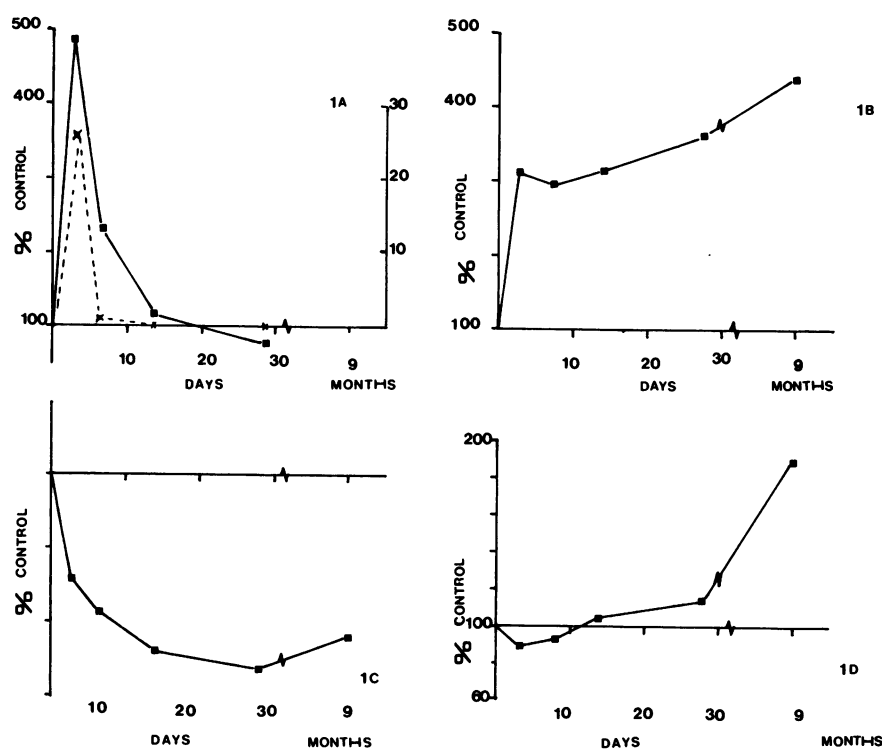 500
400
% CONTROL
100
1A
30
20
10
10 20 30 9
DAYS MONTHS
500
400
% CONTROL
100
1B
10 20 30 9
DAYS MONTHS
% CONTROL
1C
10 20 30 9
DAYS MONTHS
200
% CONTROL
100
60
1D
10 20 30 9
DAYS MONTHS